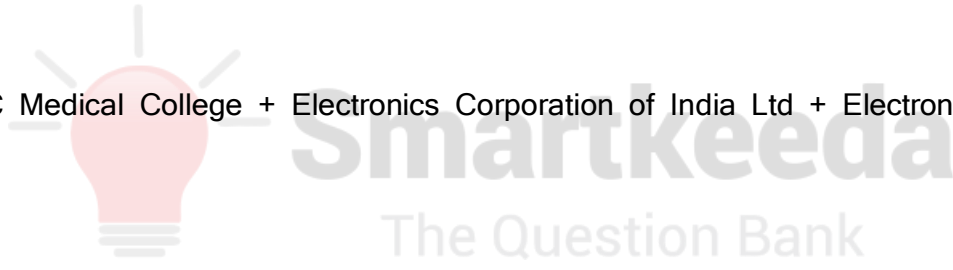 C Medical College + Electronics Corporation of India Ltd + Electron
Smartkeeda
The Question Bank